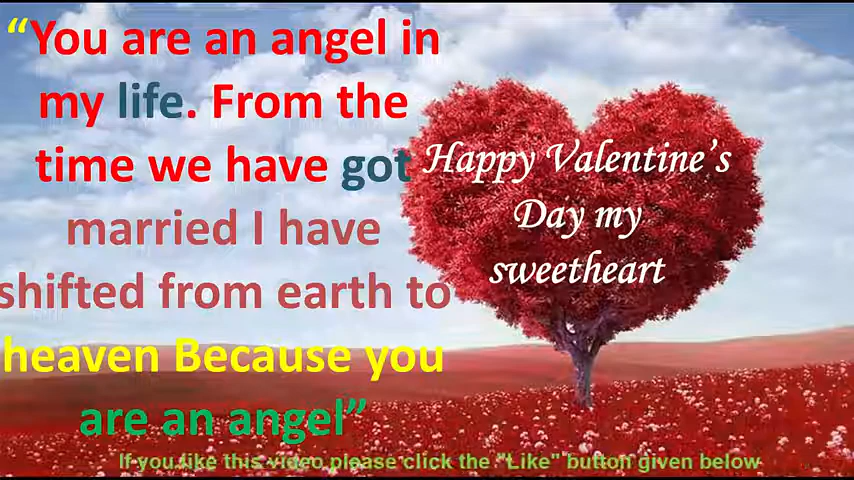 “You are an angel in
my life. From the
time we have got
married I have
shifted from earth to
heaven Because you
are an angel”
Happy Valentine’s
Day my
sweetheart
If you like this video please click the "Like" button given below